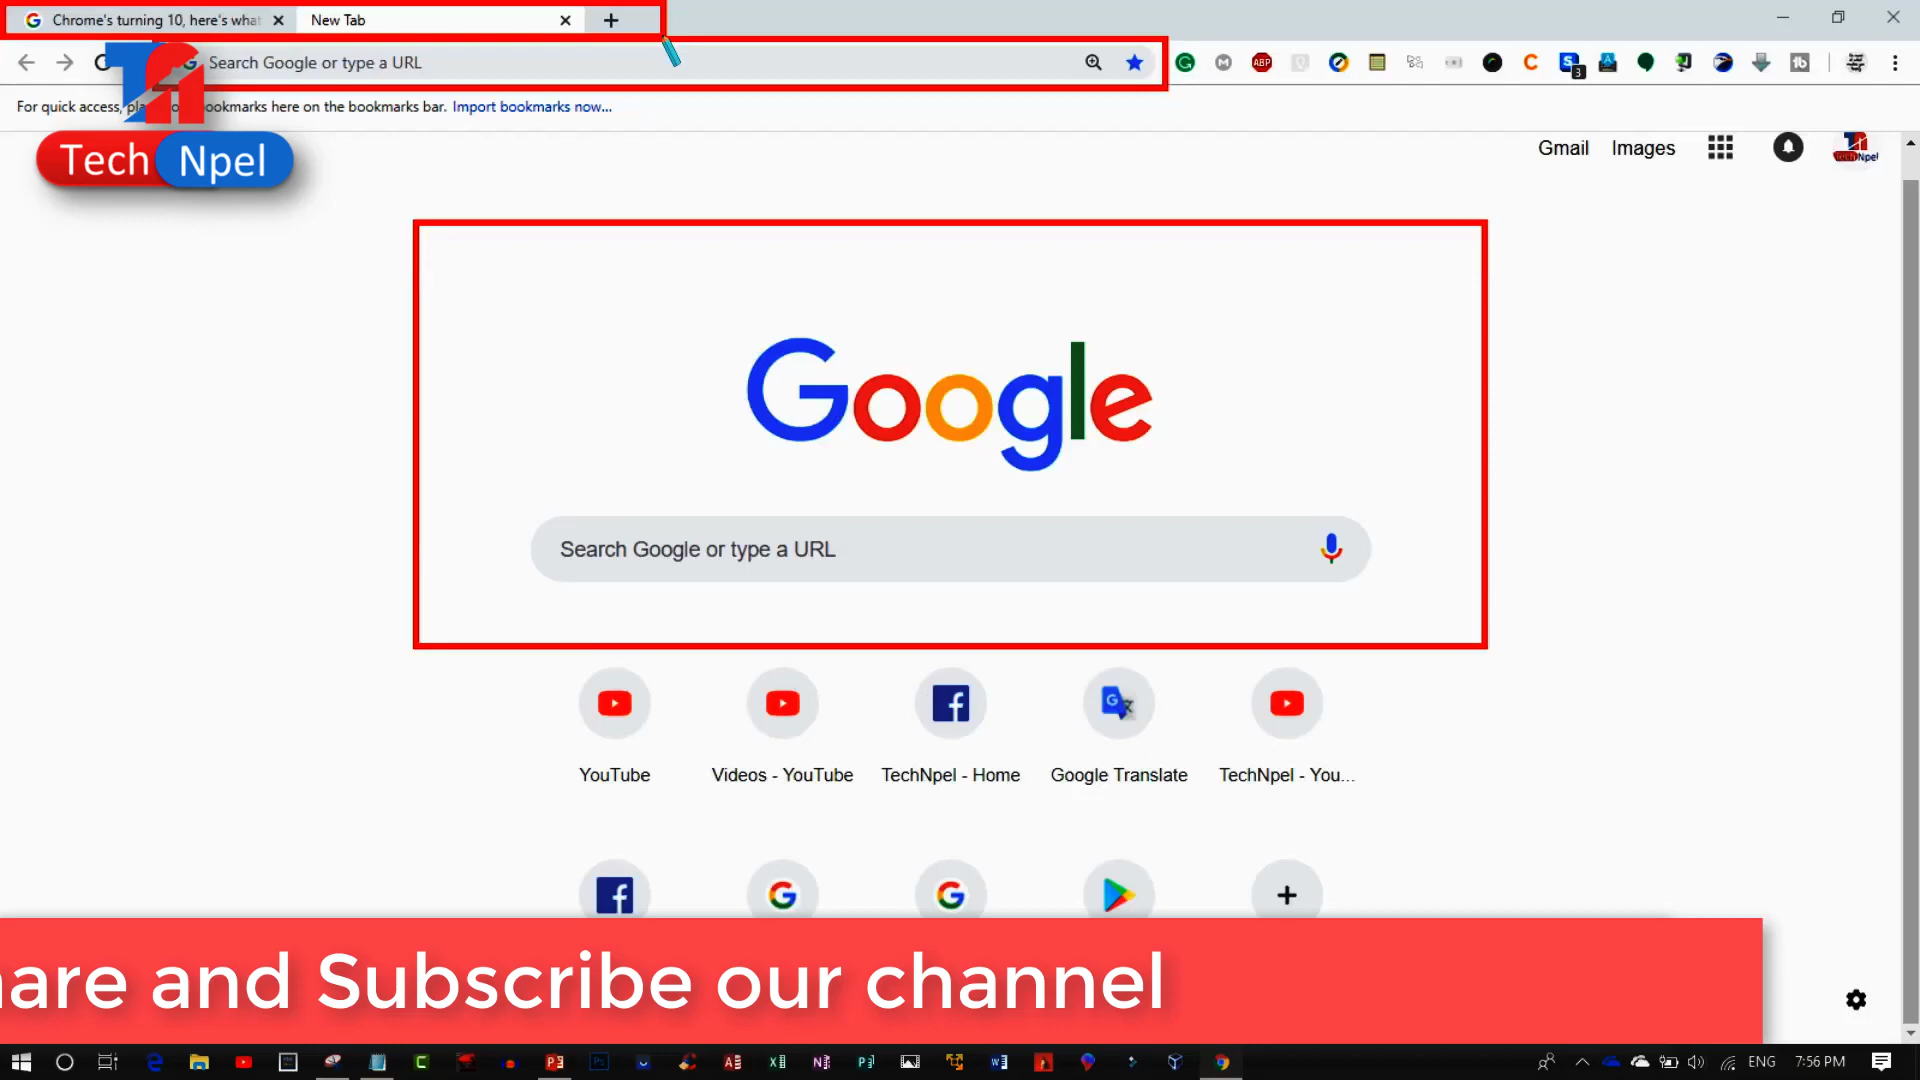 Chrome's turning 10, here's what
New Tab
Search Google or type a URL
ABP
3
For quick access, pla ookmarks here on the bookmarks bar. Import bookmarks now...
Tech Npel
Gmail Images
Google
Search Google or type a URL
YouTube
Videos - YouTube
TechNpel - Home
Google Translate
TechNpel - You...
are and Subscribe our channel
ENG
7:56 PM